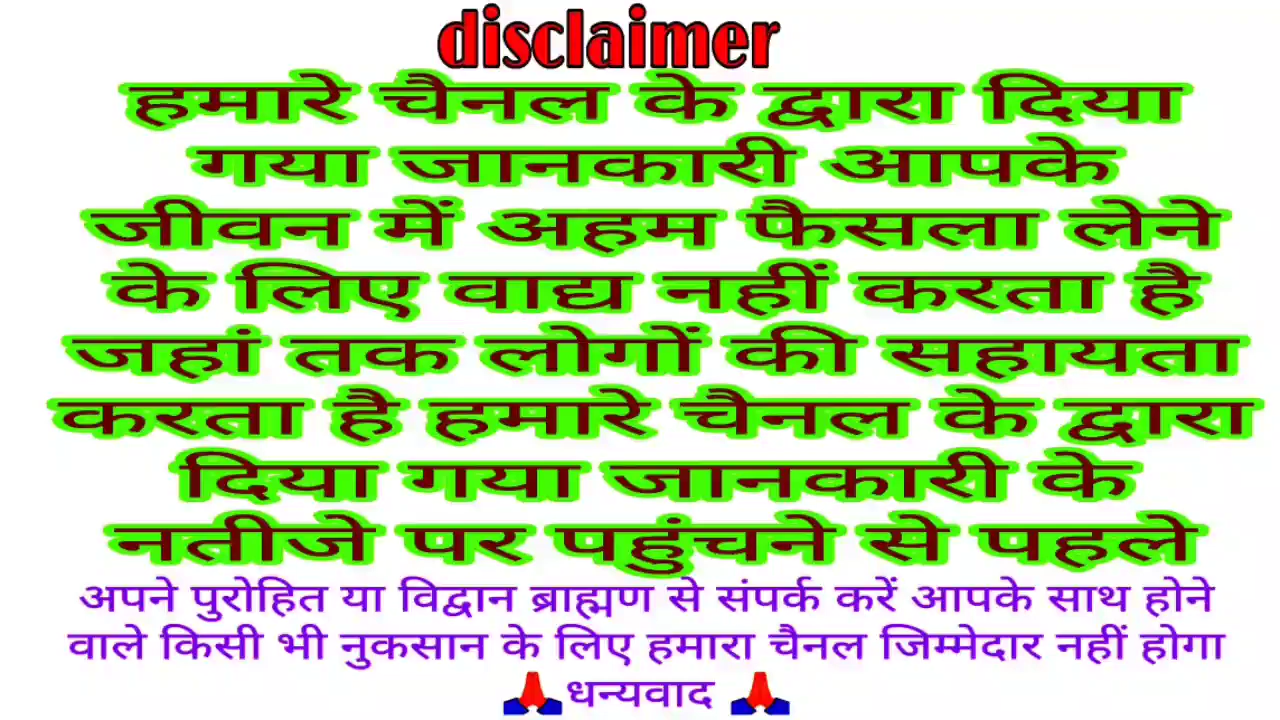 disclaimer
हमारे चैनल के द्वारा दिया
गया जानकारी आपके
जीवन में अहम फैसला लेने
के लिए वाद्य नहीं करता है
जहां तक लोगों की सहायता
करता है हमारे चैनल के द्वारा
दिया गया जानकारी के
नतीजे पर पहुंचने से पहले
अपने पुरोहित या विद्वान ब्राह्मण से संपर्क करें आपके साथ होने
वाले किसी भी नुकसान के लिए हमारा चैनल जिम्मेदार नहीं होगा
🙏धन्यवाद 🙏